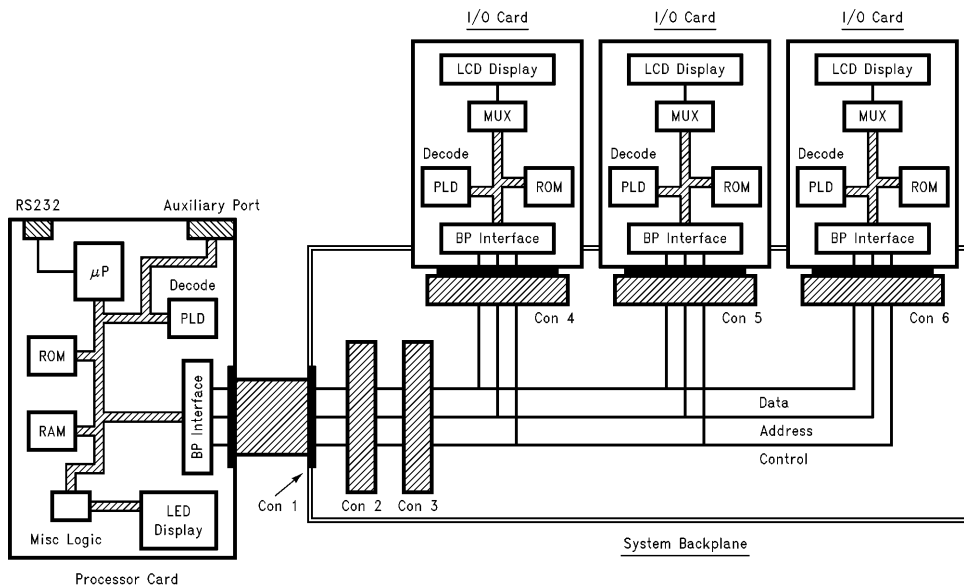 I/O Card
I/O Card
I/O Card
LCD Display
LCD Display
LCD Display
MUX
MUX
MUX
Decode
Decode
Decode
PLD
ROM
PLD
ROM
PLD
ROM
BP Interface
BP Interface
BP Interface
Con 4
Con 5
Con 6
RS232
Auxiliary Port
μP
Decode
PLD
ROM
RAM
BP Interface
Misc Logic
LED
Display
Processor Card
Con 1
Con 2
Con 3
Data
Address
Control
System Backplane